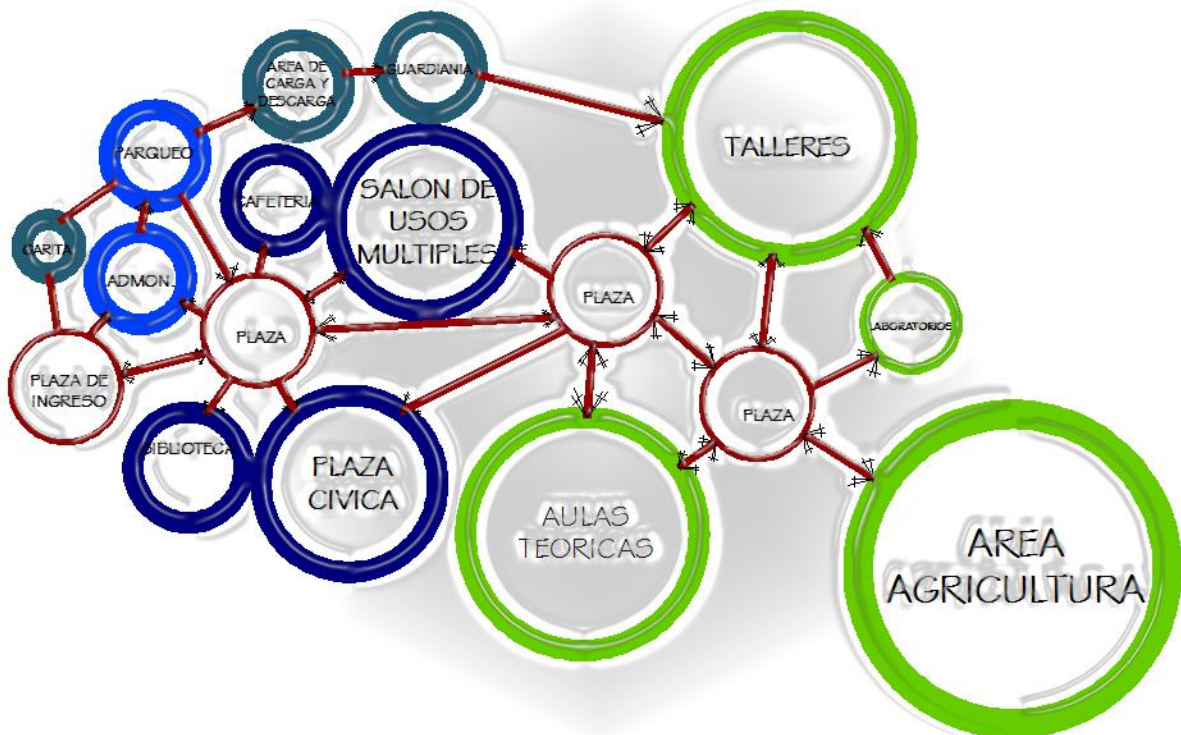 AREA DE
CARGA Y
DESCARGA
GUARDIANIA
TALLERES
PARQUEO
CAFETERIA
SALON DE
USOS
MULTIPLES
GARITA
ADMON.
PLAZA
PLAZA
LABORATORIOS
PLAZA DE
INGRESO
PLAZA
BIBLIOTECA
PLAZA
CIVICA
AULAS
TEORICAS
AREA
AGRICULTURA